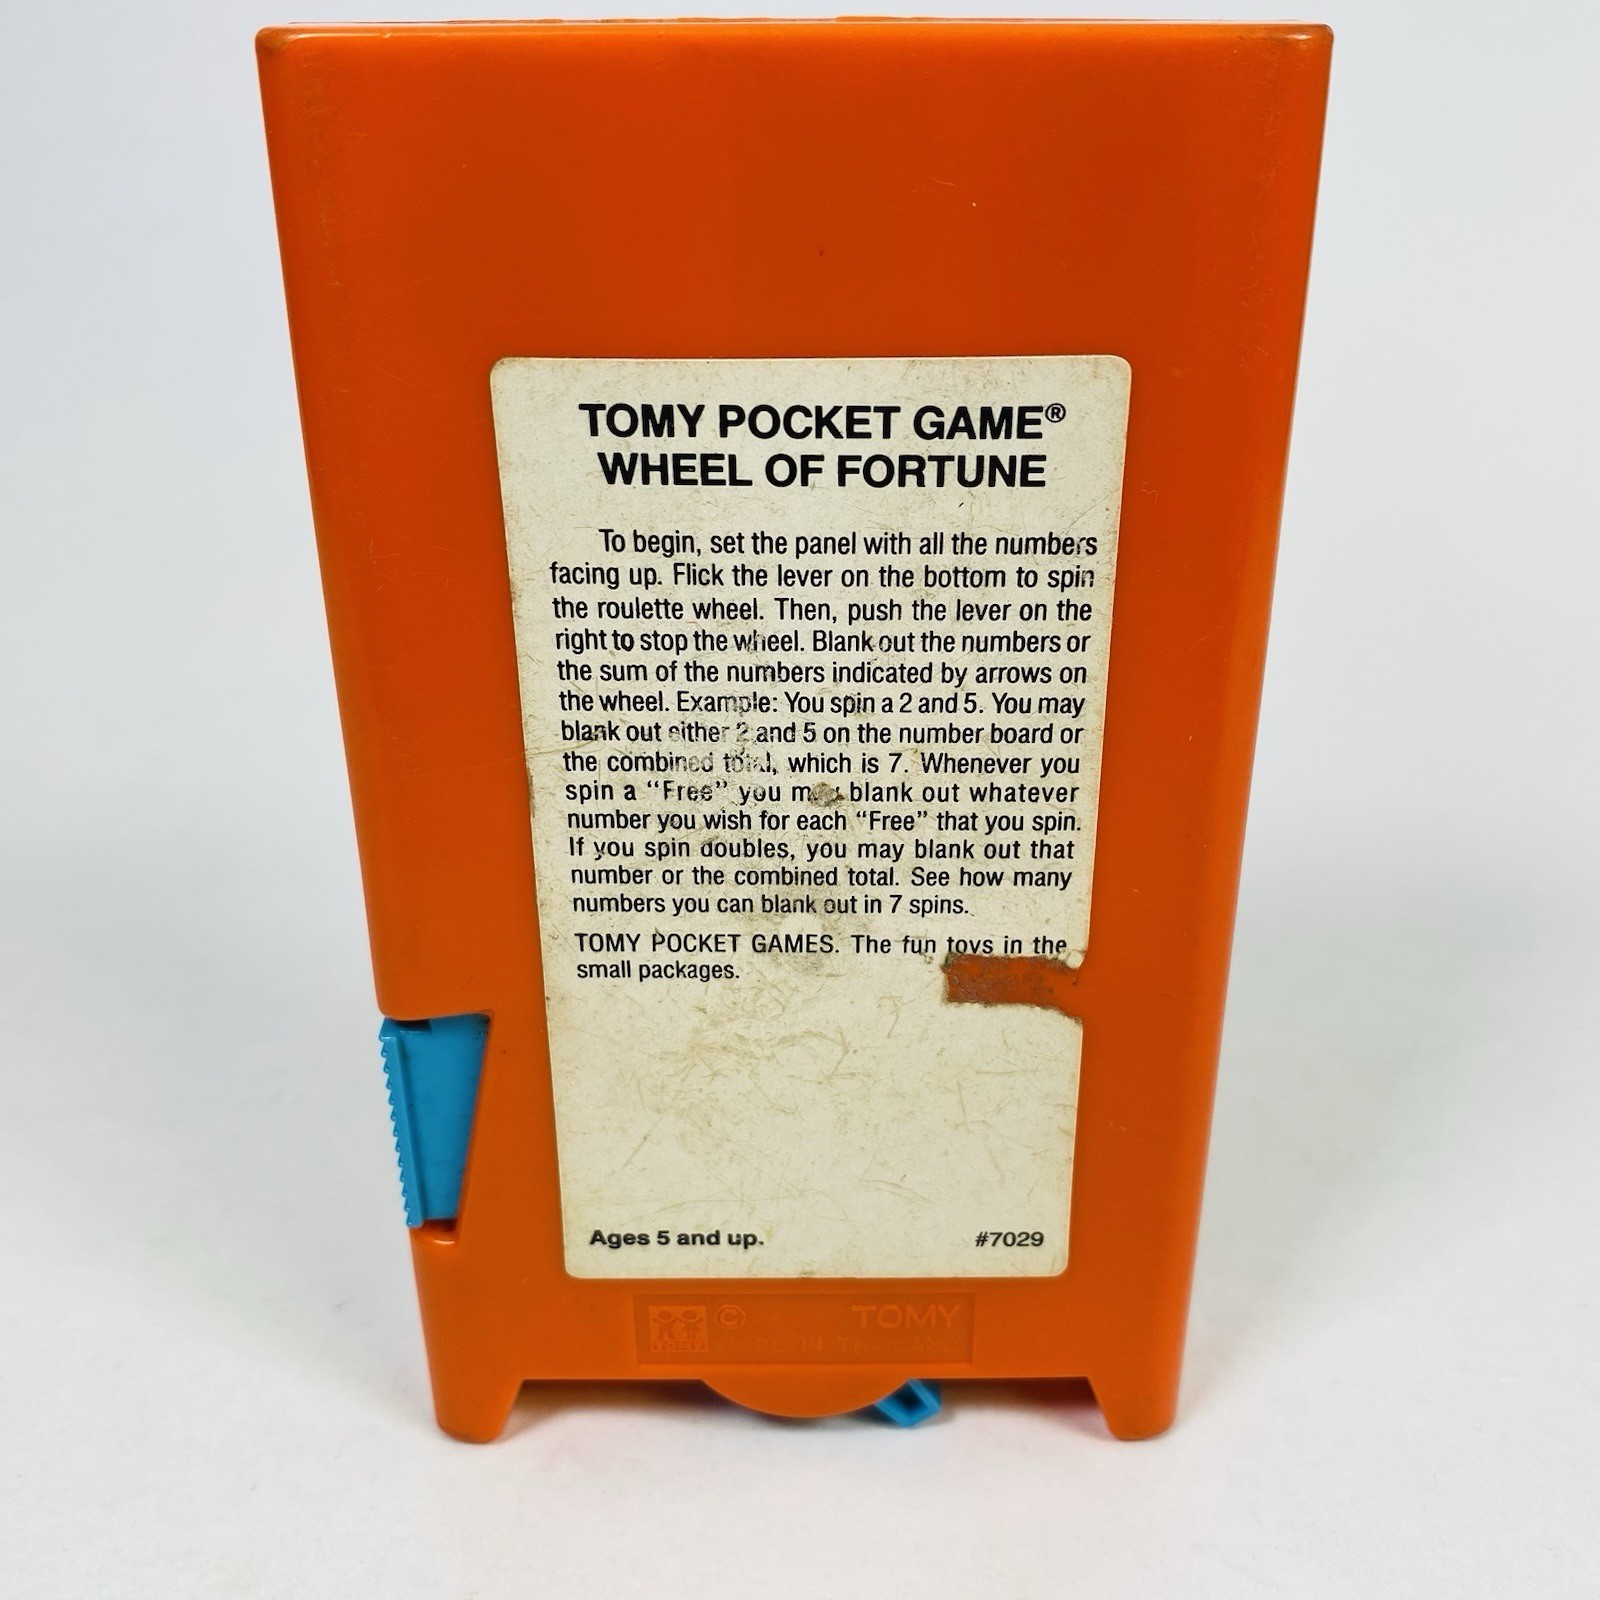 TOMY POCKET GAME®
WHEEL OF FORTUNE
To begin, set the panel with all the numbers
facing up. Flick the lever on the bottom to spin
the roulette wheel. Then, push the lever on the
right to stop the wheel. Blank out the numbers or
the sum of the numbers indicated by arrows on
the wheel. Example: You spin a 2 and 5. You may
blank out either 2 and 5 on the number board or
the combined total, which is 7. Whenever you
spin a “Free” you may blank out whatever
number you wish for each “Free” that you spin.
If you spin doubles, you may blank out that
number or the combined total. See how many
numbers you can blank out in 7 spins.
TOMY POCKET GAMES. The fun toys in the
small packages.
Ages 5 and up. #7029
© TOMY
TOMY MADE IN THAILAND